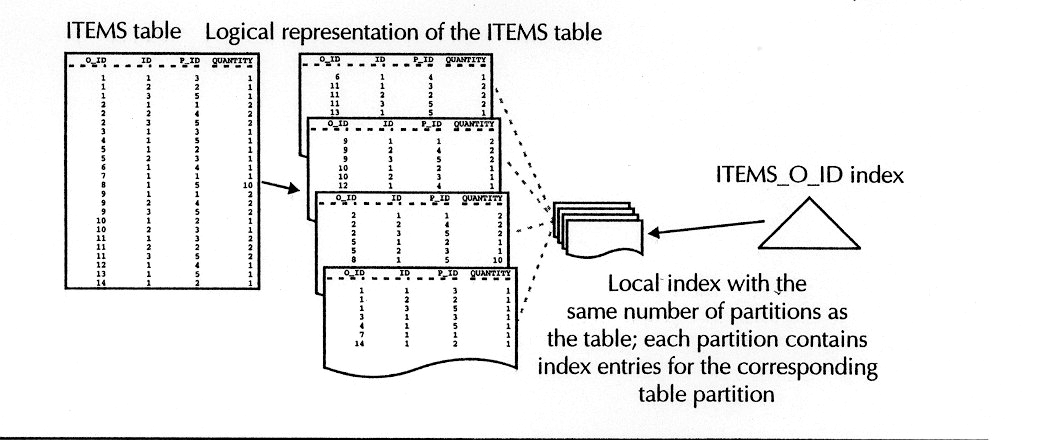 ITEMS table Logical representation of the ITEMS table
O_ID ID P_ID QUANTITY
1 1 3 1
1 2 2 1
1 3 5 1
2 1 1 2
2 2 4 2
2 3 5 2
3 1 3 1
4 1 5 1
5 1 2 1
5 2 3 1
6 1 4 1
7 1 1 1
8 1 5 10
9 1 1 2
9 2 4 2
9 3 5 2
10 1 2 1
10 2 3 1
11 1 3 2
11 2 2 2
11 3 5 2
12 1 4 1
13 1 5 1
14 1 2 1
O_ID ID P_ID QUANTITY
6 1 4 1
11 1 3 2
11 2 2 2
11 3 5 2
13 1 5 1
O_ID ID P_ID QUANTITY
9 1 1 2
9 2 4 2
9 3 5 2
10 1 2 1
10 2 3 1
12 1 4 1
O_ID ID P_ID QUANTITY
2 1 1 2
2 2 4 2
2 3 5 2
5 1 2 1
5 2 3 1
8 1 5 10
O_ID ID P_ID QUANTITY
1 1 3 1
1 2 2 1
1 3 5 1
3 1 3 1
4 1 5 1
7 1 1 1
14 1 2 1
ITEMS_O_ID index
Local index with the
same number of partitions as
the table; each partition contains
index entries for the corresponding
table partition